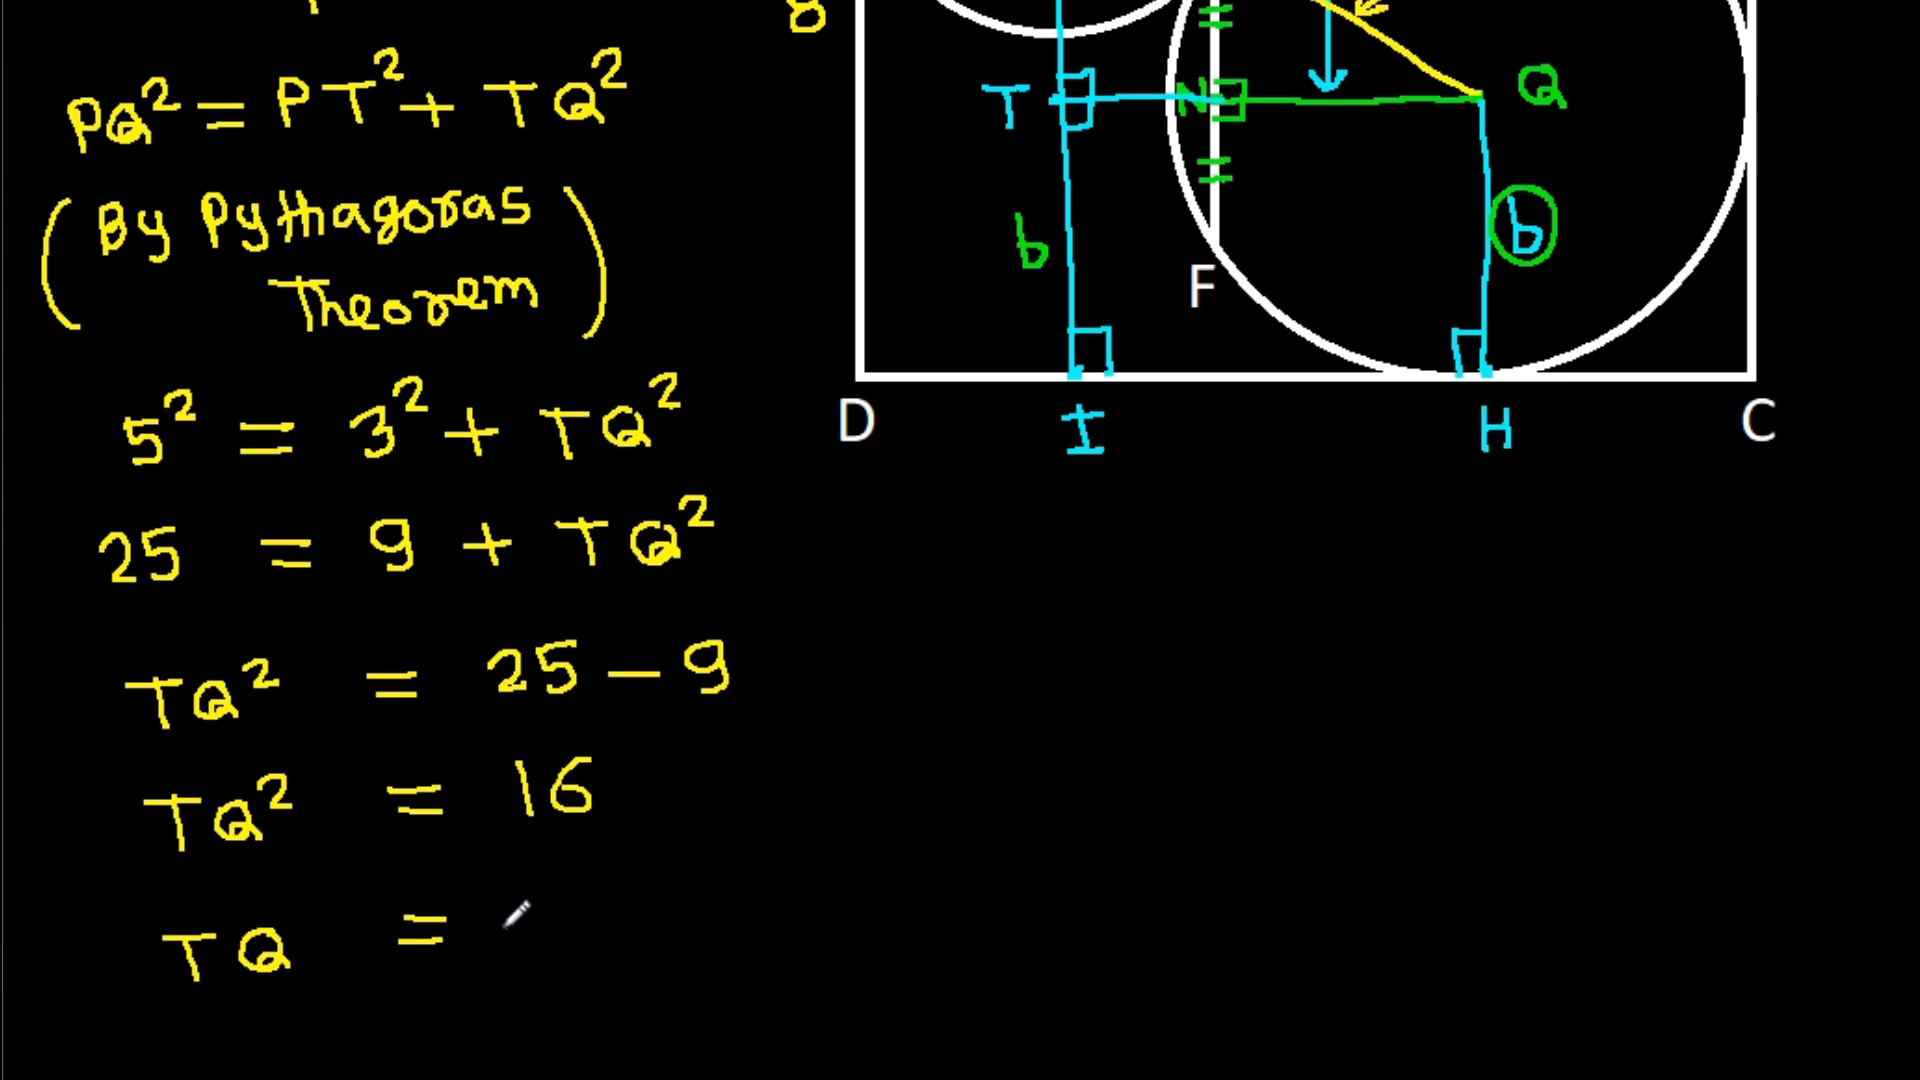 8
PQ² = PT² + TQ²
(By Pythagoras
Theorem)
5² = 3² + TQ²
25 = 9 + TQ²
TQ² = 25 - 9
TQ² = 16
TQ =
T N Q
b b
F
D I H C